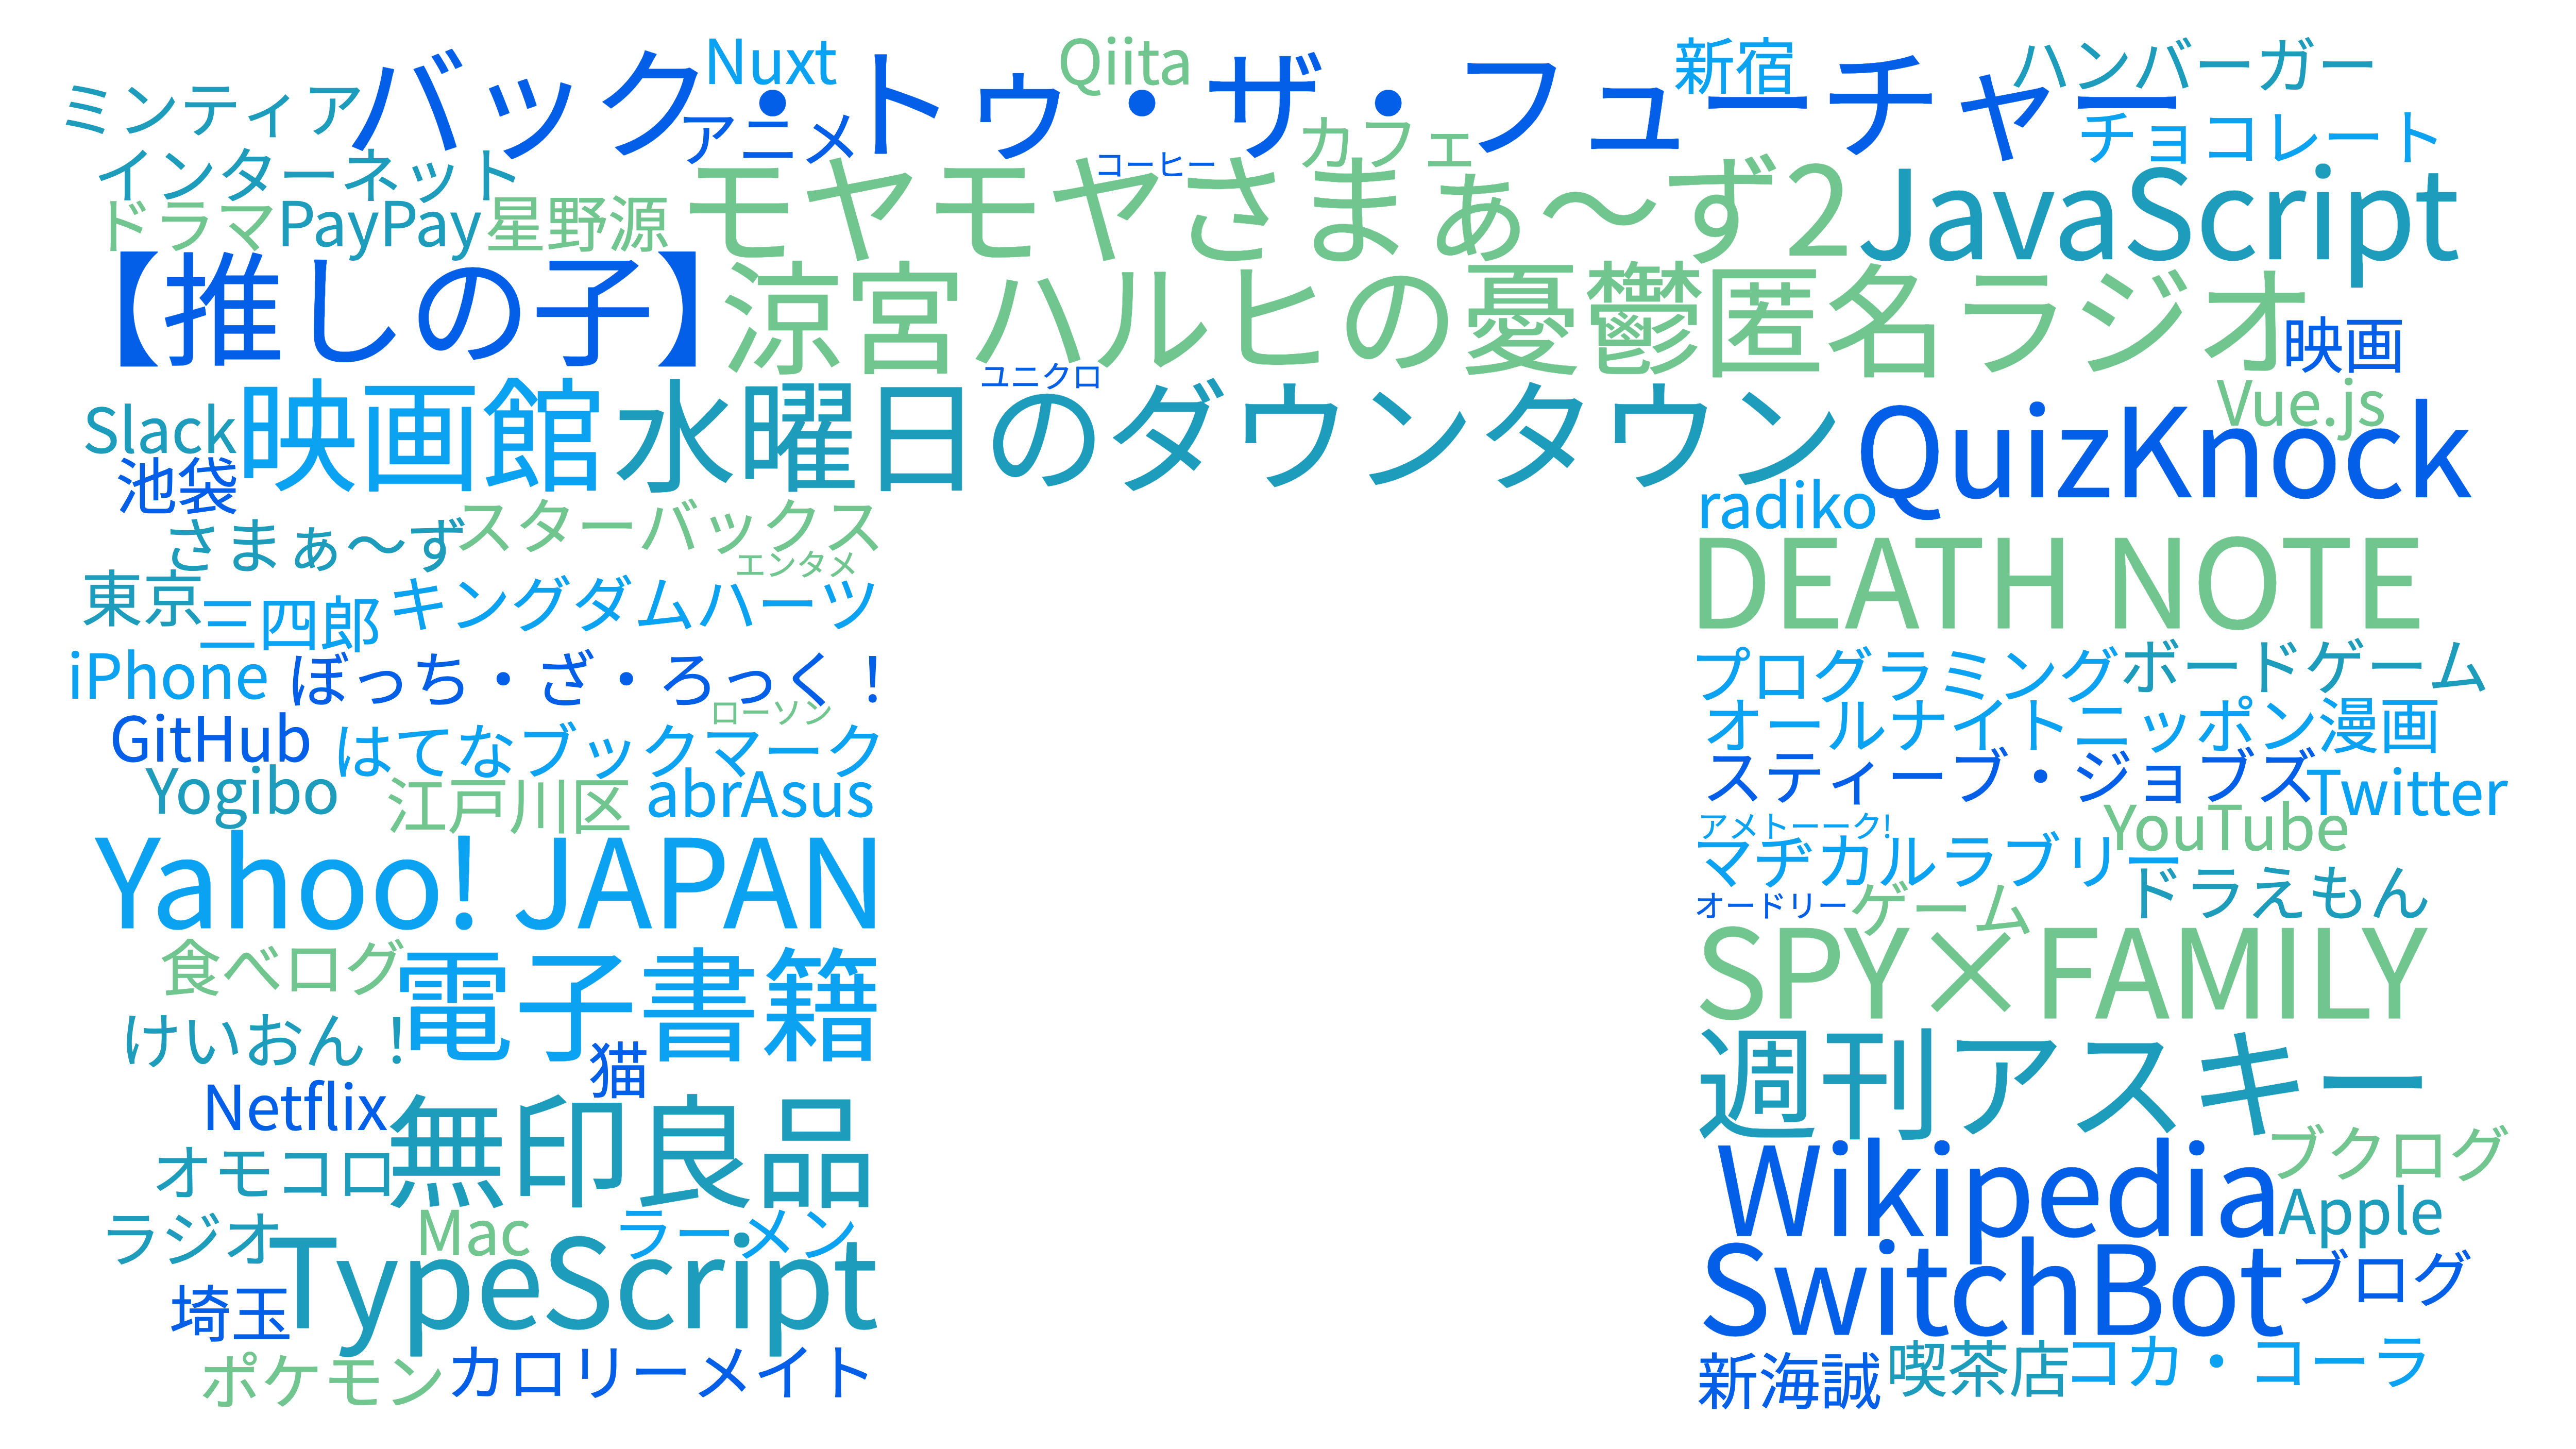 Nuxt
Qiita
新宿
ハンバーガー
ミンティア
バック・トゥ・ザ・フューチャー
アニメ
カフェ
チョコレート
インターネット
コーヒー
モヤモヤさまぁ〜ず2
JavaScript
ドラマ
PayPay
星野源
【推しの子】
涼宮ハルヒの憂鬱
匿名ラジオ
映画
ユニクロ
Slack
映画館
水曜日のダウンタウン
Vue.js
QuizKnock
池袋
radiko
さまぁ〜ず
スターバックス
エンタメ
DEATH NOTE
東京
三四郎
キングダムハーツ
iPhone
ぼっち・ざ・ろっく！
プログラミング
ボードゲーム
ローソン
オールナイトニッポン
漫画
GitHub
はてなブックマーク
スティーブ・ジョブズ
Twitter
Yogibo
江戸川区
abrAsus
アメトーーク!
YouTube
マヂカルラブリー
Yahoo! JAPAN
オードリー
ゲーム
ドラえもん
食べログ
電子書籍
SPY×FAMILY
けいおん！
猫
週刊アスキー
Netflix
無印良品
ブクログ
オモコロ
Wikipedia
Apple
ラジオ
Mac
ラーメン
TypeScript
SwitchBot
ブログ
埼玉
ポケモン
カロリーメイト
新海誠
喫茶店
コカ・コーラ